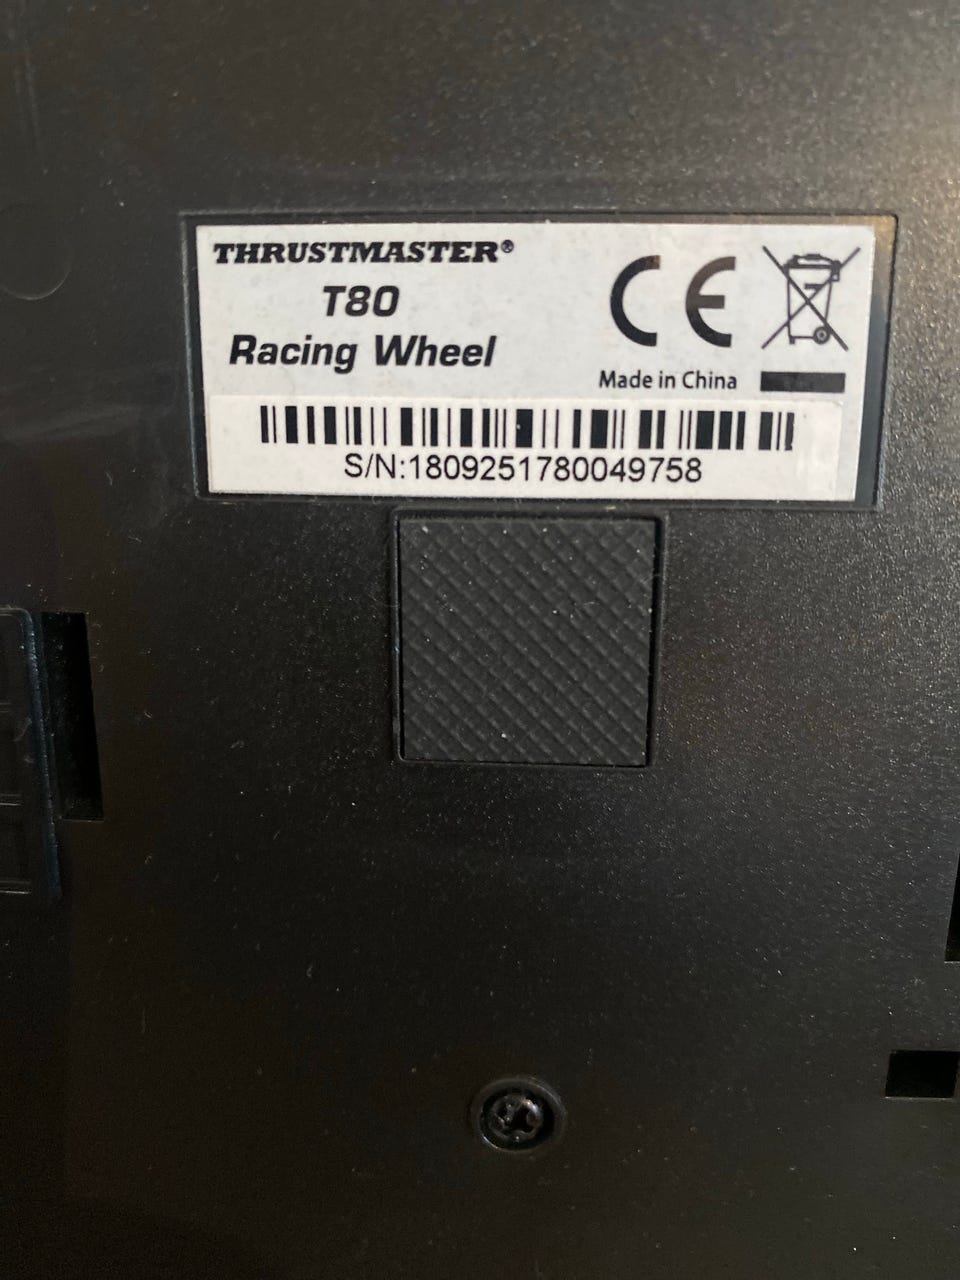 THRUSTMASTER®
T80
Racing Wheel
CE
Made in China
S/N:1809251780049758